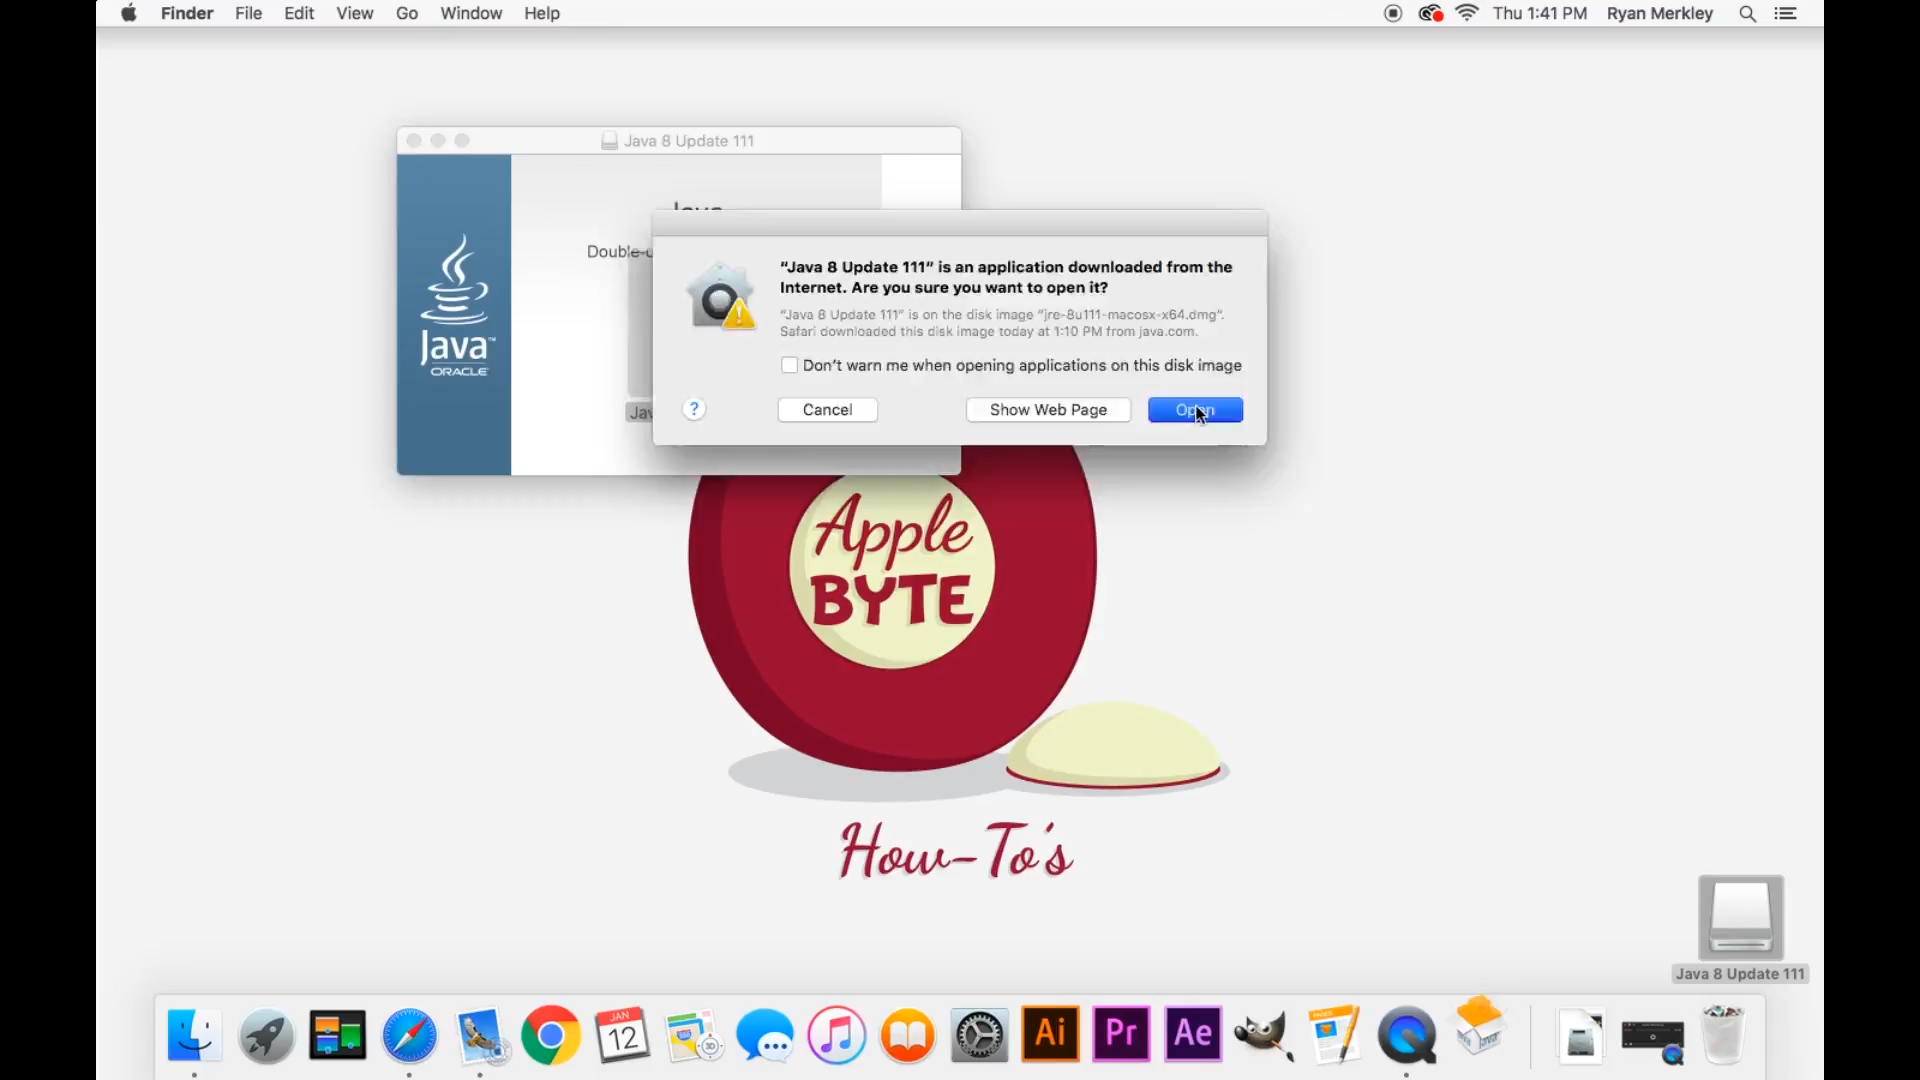 Finder File Edit View Go Window Help Thu 1:41 PM Ryan Merkley
Java 8 Update 111
Java
Double-c
Java™
ORACLE
Jav
"Java 8 Update 111" is an application downloaded from the
Internet. Are you sure you want to open it?
"Java 8 Update 111" is on the disk image "jre-8u111-macosx-x64.dmg".
Safari downloaded this disk image today at 1:10 PM from java.com.
Don't warn me when opening applications on this disk image
?
Cancel
Show Web Page
Open
Apple
BYTE
How-To's
Java 8 Update 111
JAN
12
Ai
Pr
Ae